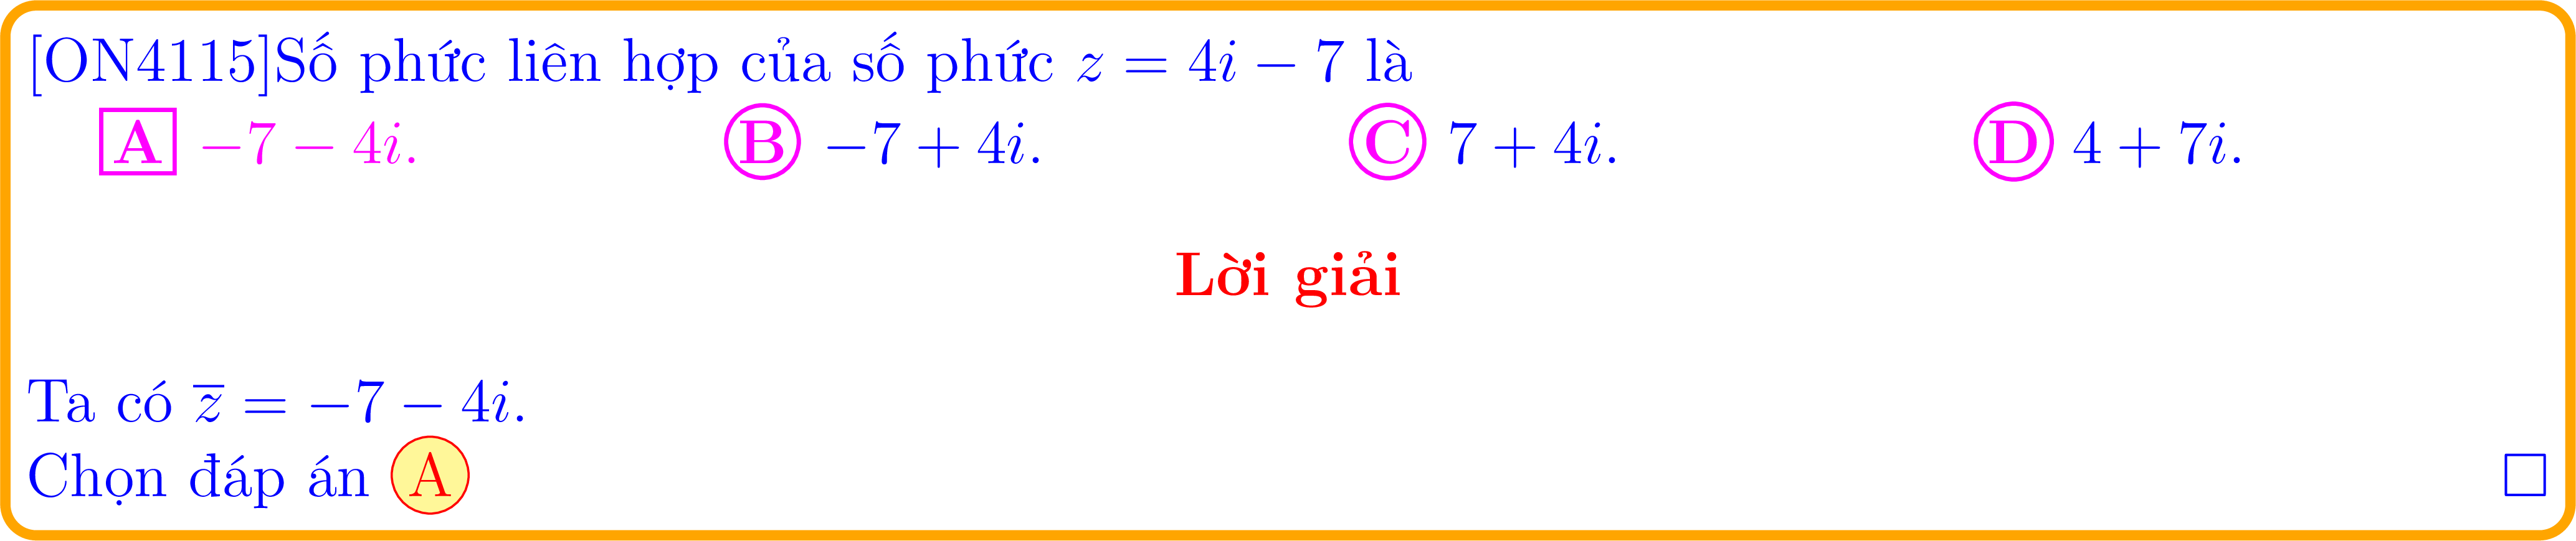 [ON4115]Số phức liên hợp của số phức z = 4i − 7 là
A −7 − 4i. B −7 + 4i. C 7 + 4i. D 4 + 7i.
Lời giải
Ta có z̅ = −7 − 4i.
Chọn đáp án A □